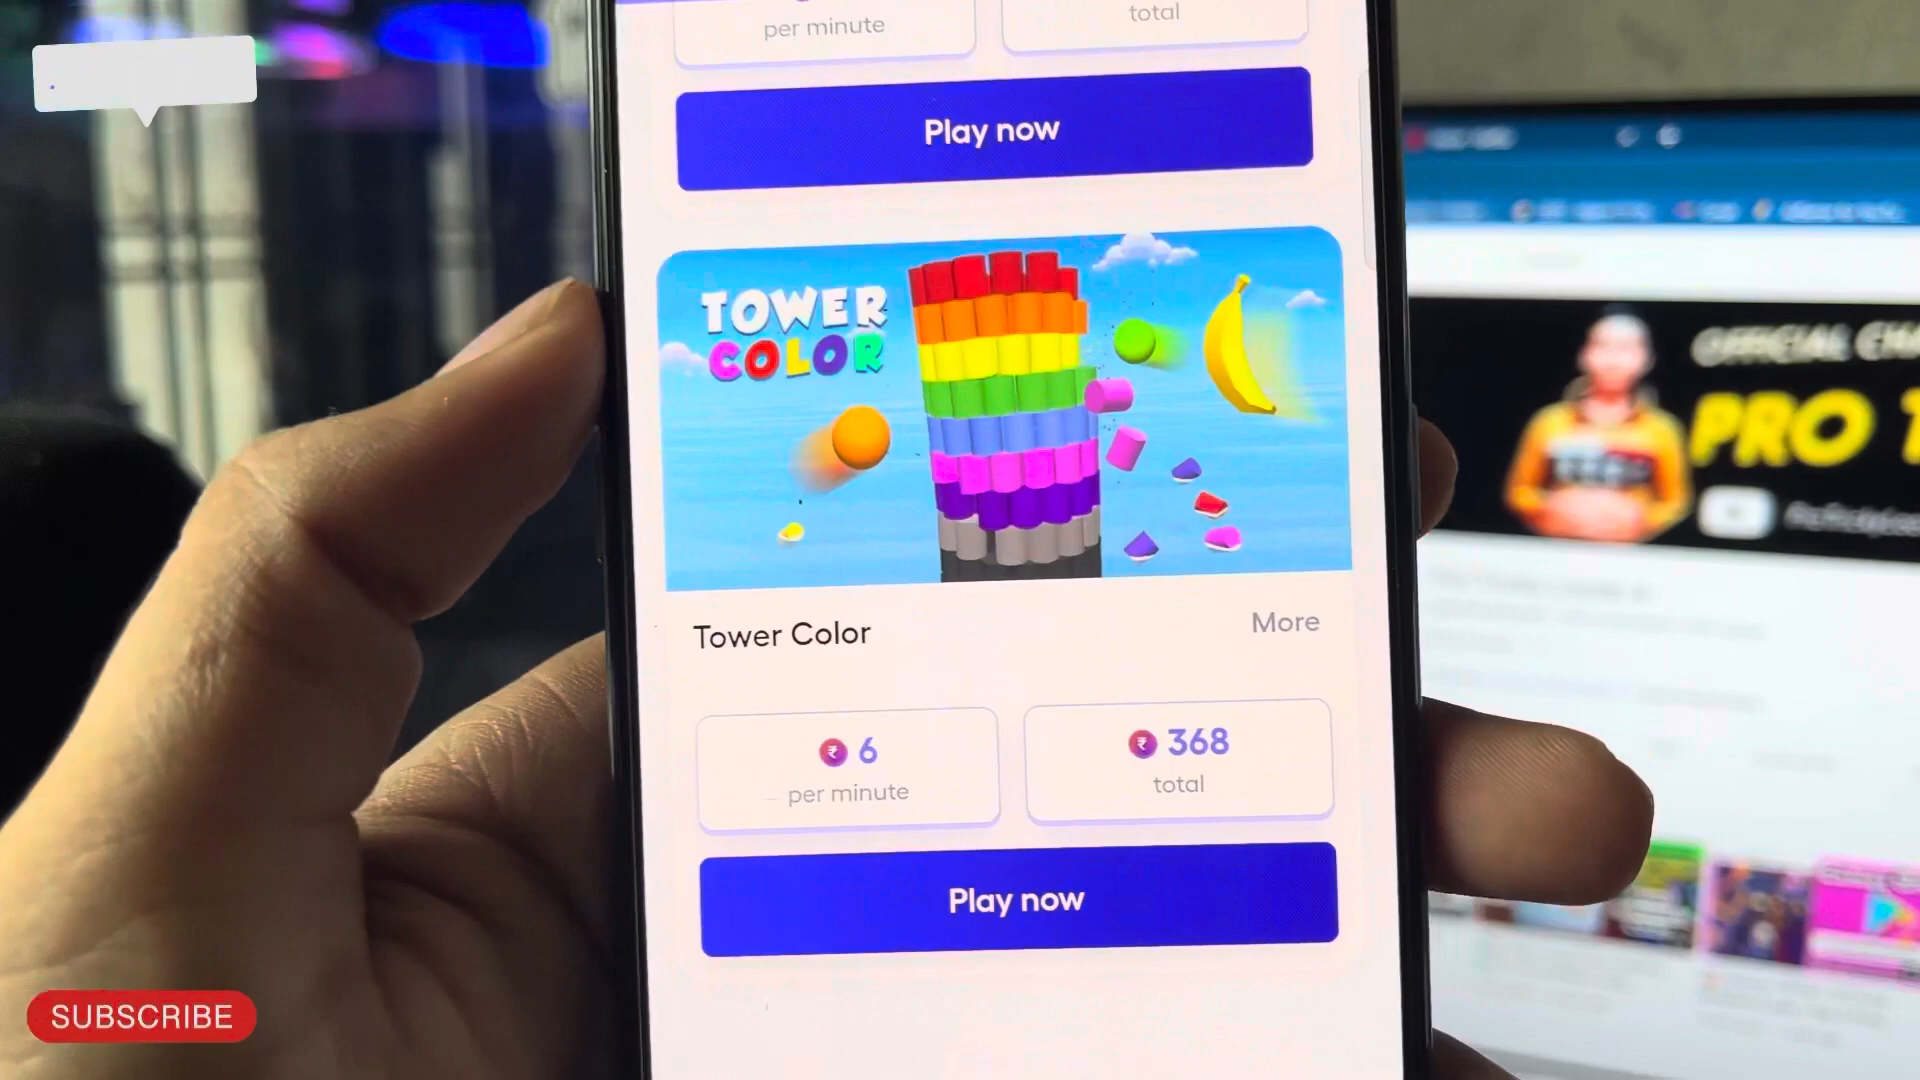 per minute
total
Play now
TOWER
COLOR
Tower Color
More
₹ 6
per minute
₹ 368
total
Play now
OFFICIAL
PRO
SUBSCRIBE